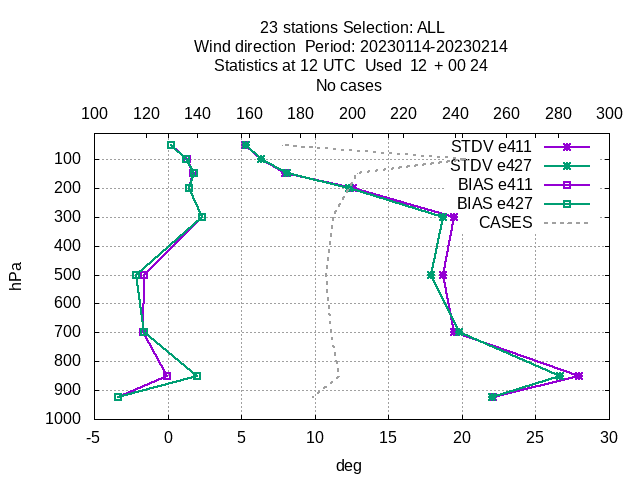 23 stations Selection: ALL
Wind direction  Period: 20230114-20230214
Statistics at 12 UTC  Used  12 + 00 24
No cases
100 120 140 160 180 200 220 240 260 280 300
STDV e411
STDV e427
BIAS e411
BIAS e427
CASES
hPa
100
200
300
400
500
600
700
800
900
1000
-5 0 5 10 15 20 25 30
deg